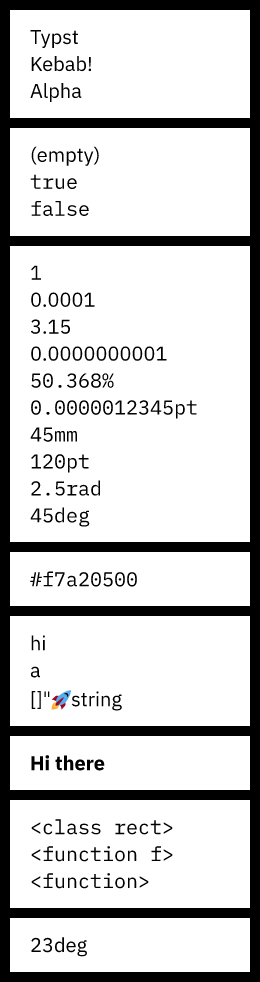 Typst
Kebab!
Alpha
(empty)
true
false
1
0.0001
3.15
0.0000000001
50.368%
0.0000012345pt
45mm
120pt
2.5rad
45deg
#f7a20500
hi
a
[]"🚀string
Hi there
<class rect>
<function f>
<function>
23deg